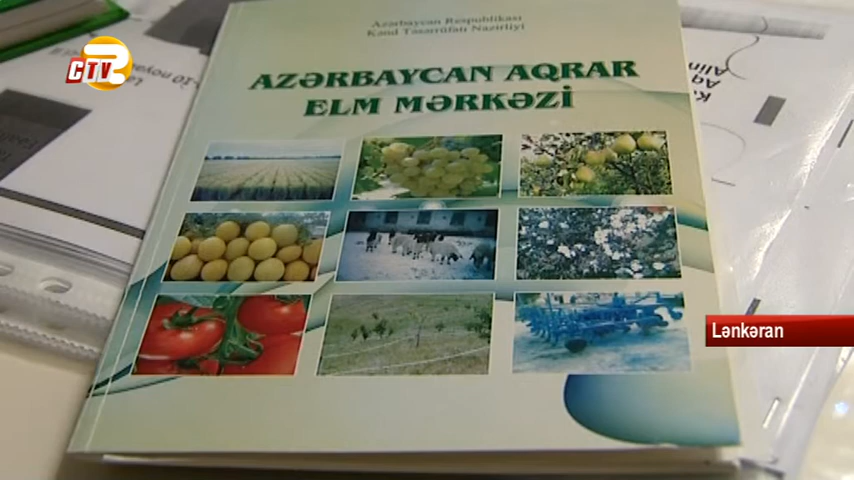 CTV
Azərbaycan Respublikası
Kənd Təsərrüfatı Nazirliyi
AZƏRBAYCAN AQRAR
ELM MƏRKƏZİ
Lənkəran